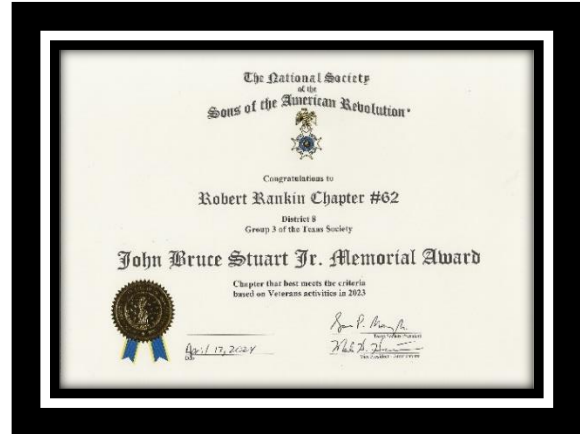 The National Society
of the
Sons of the American Revolution
Congratulations to
Robert Rankin Chapter #62
District 8
Group 3 of the Texas Society
John Bruce Stuart Jr. Memorial Award
Chapter that best meets the criteria
based on Veterans activities in 2023
April 17, 2024
Date